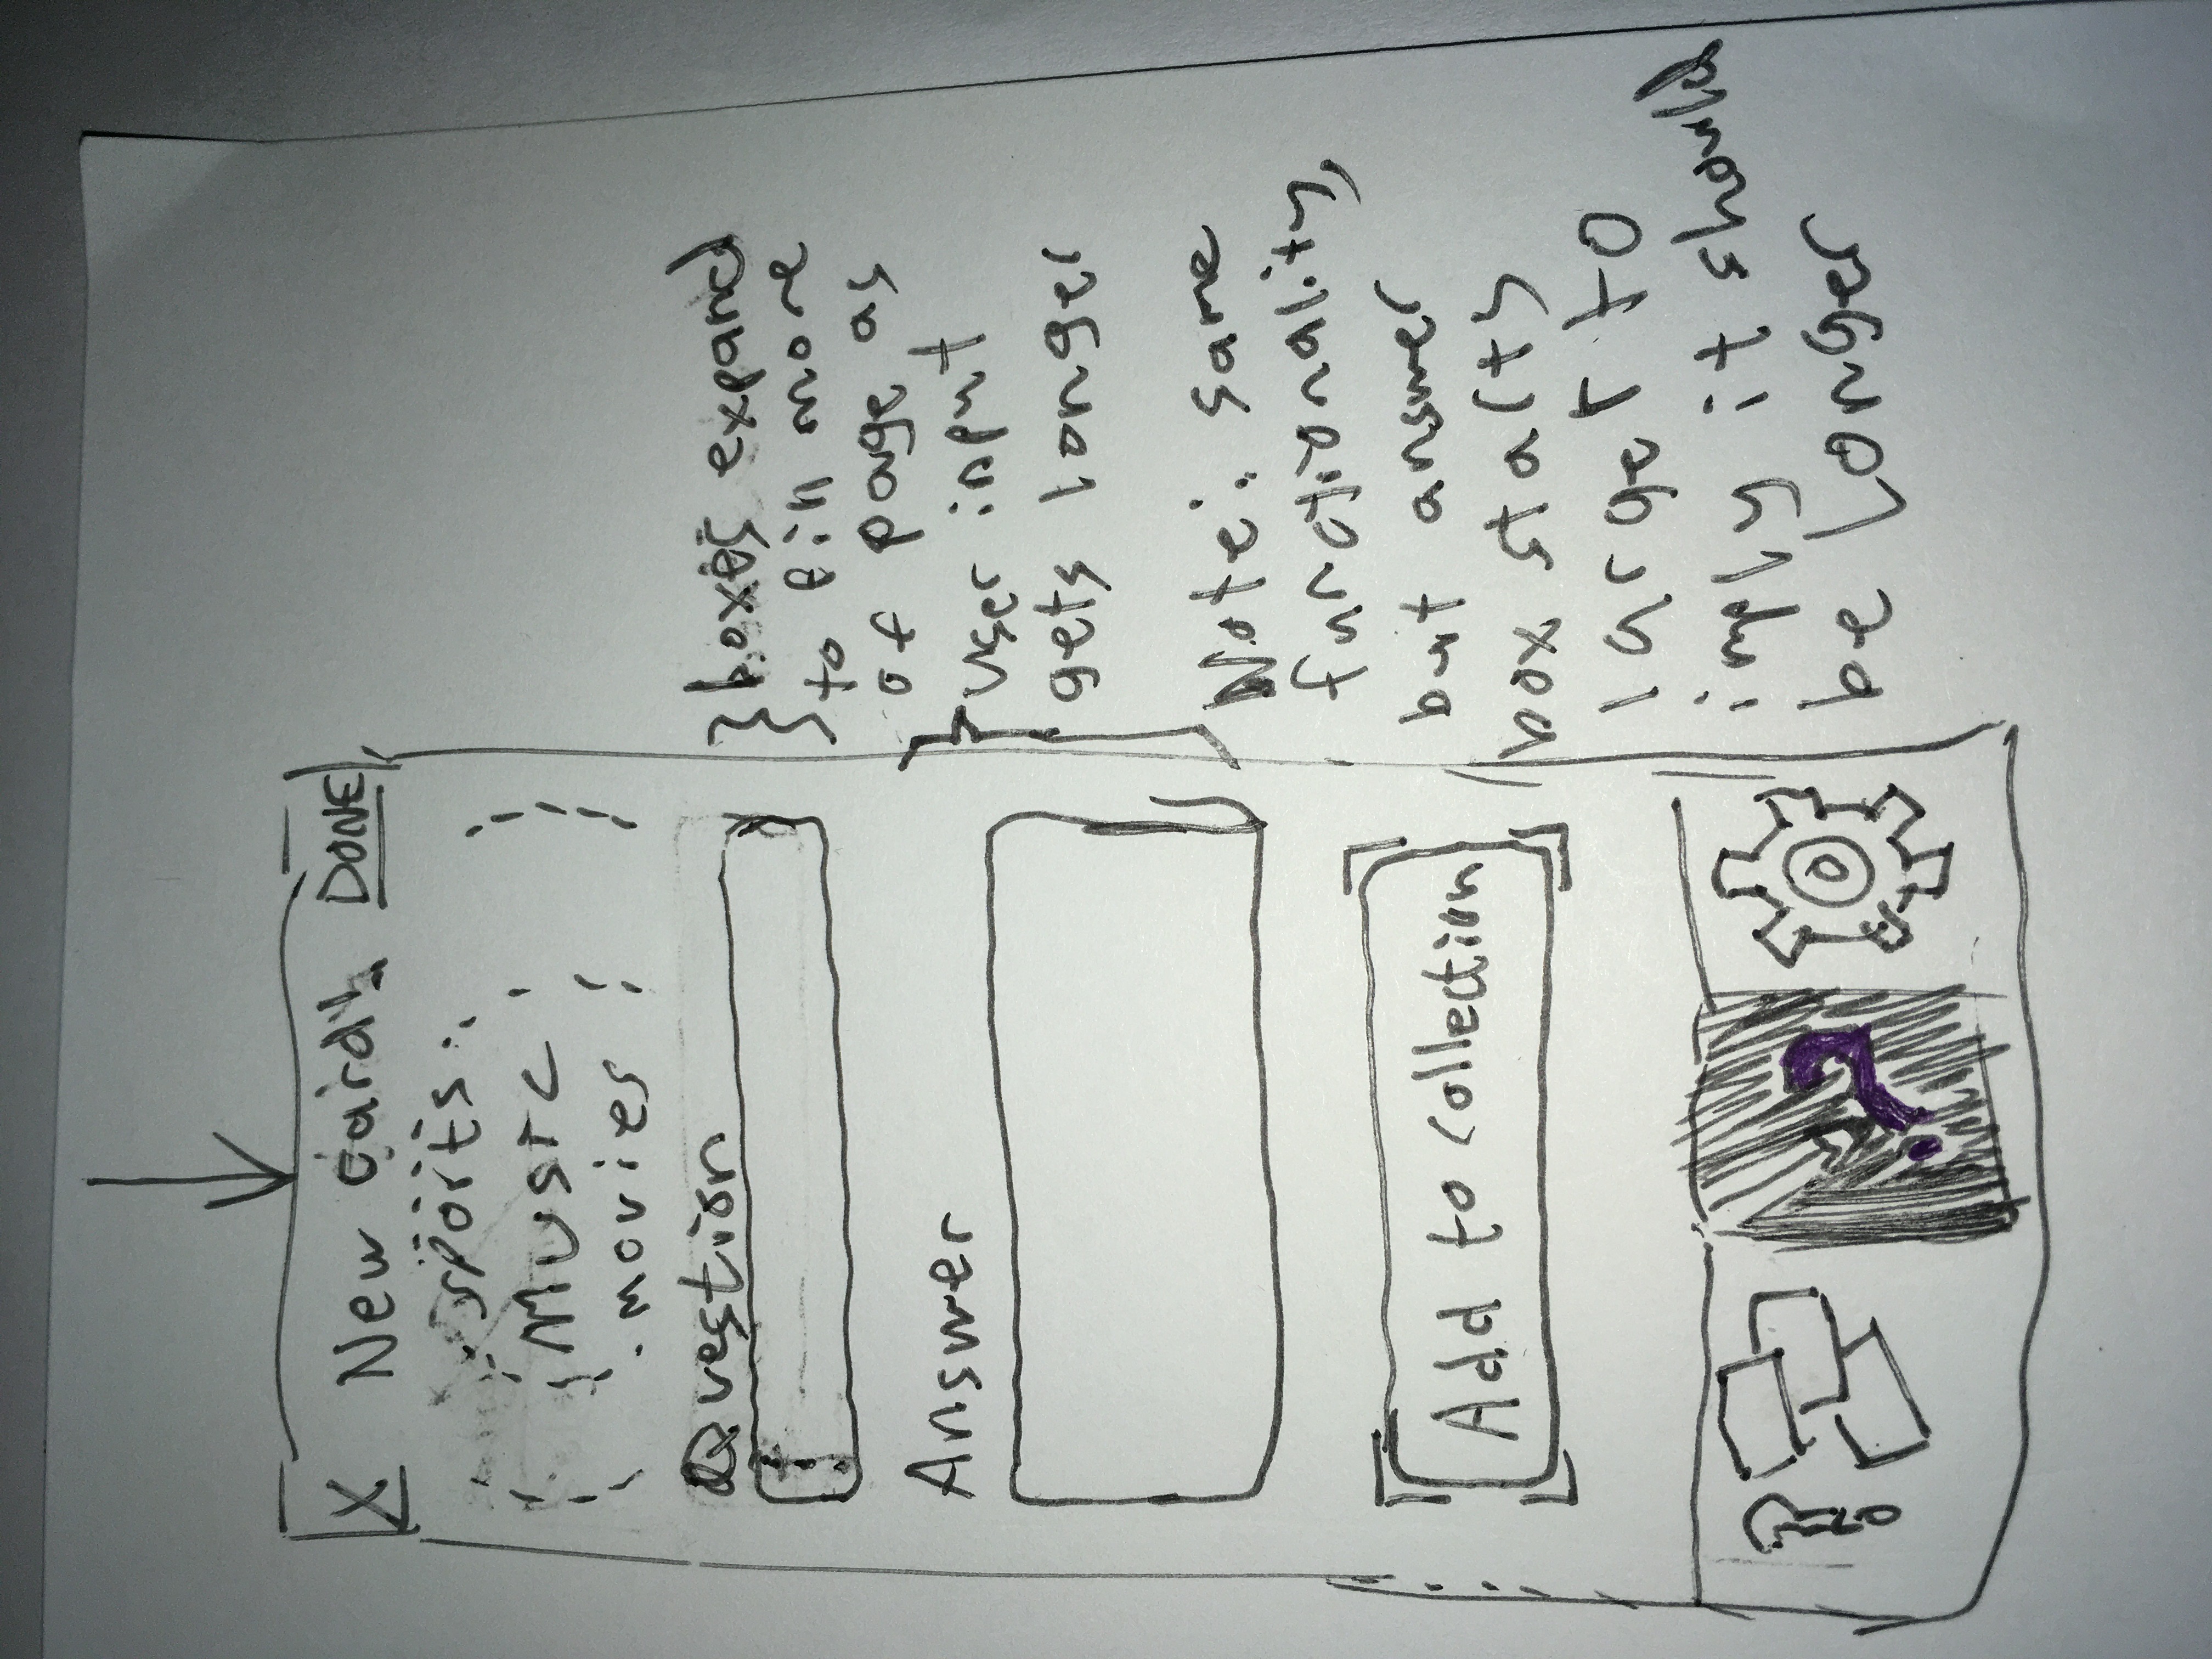 X New Card! DONE
sports
Music
movies
Question
Answer
Add to collection
boxes expand
to fill more
of page as
user input
gets longer
Note: same
functionality,
but answer
box starts
larger to
imply it should
be longer